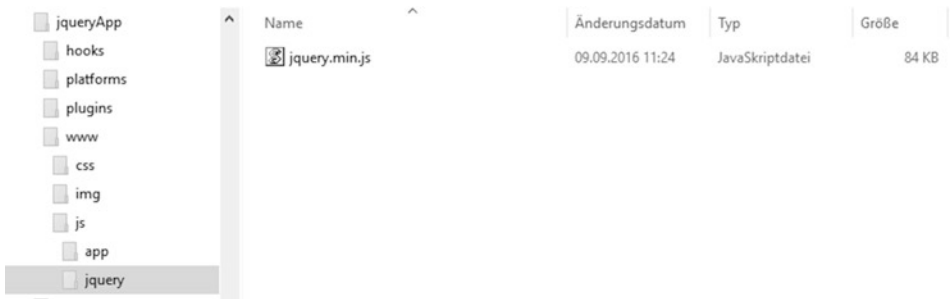 jqueryApp
hooks
platforms
plugins
www
css
img
js
app
jquery
Name Änderungsdatum Typ Größe
jquery.min.js 09.09.2016 11:24 JavaSkriptdatei 84 KB